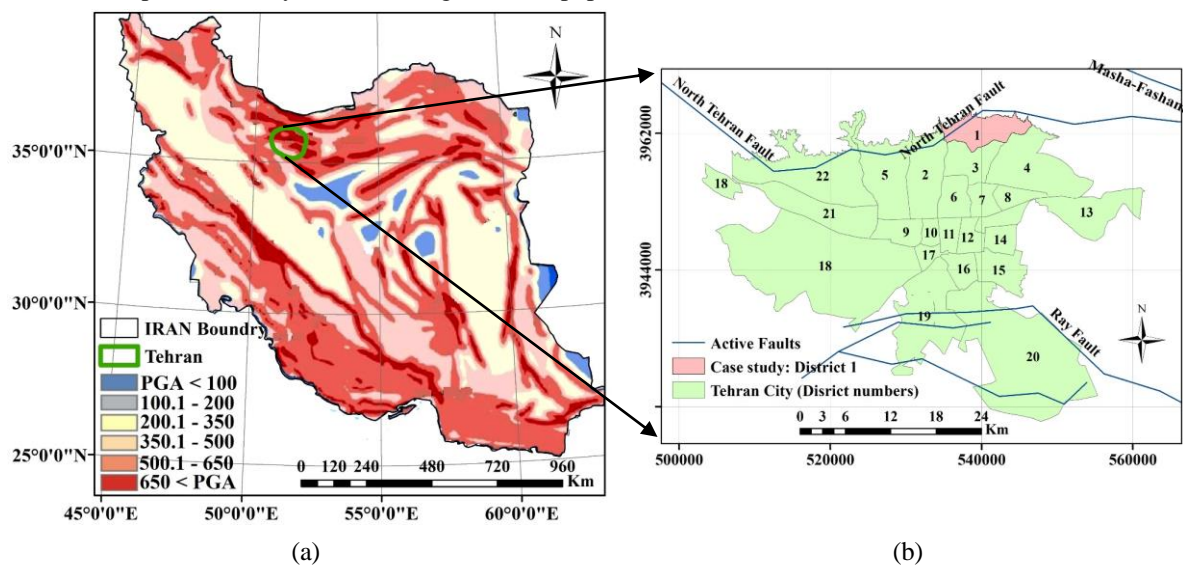 N
35°0'0"N
30°0'0"N
25°0'0"N
IRAN Boundry
Tehran
PGA < 100
100.1 - 200
200.1 - 350
350.1 - 500
500.1 - 650
650 < PGA
0 120 240 480 720 960
Km
45°0'0"E 50°0'0"E 55°0'0"E 60°0'0"E
(a)
Masha-Fasham
North Tehran Fault
North Tehran Fault
3962000
3944000
1
22 5 2 3 4
18
6 7 8
21
13
9 10 11 12 14
17
18
16 15
19
20
Ray Fault
N
Active Faults
Case study: District 1
Tehran City (Disrict numbers)
0 3 6 12 18 24
Km
500000 520000 540000 560000
(b)